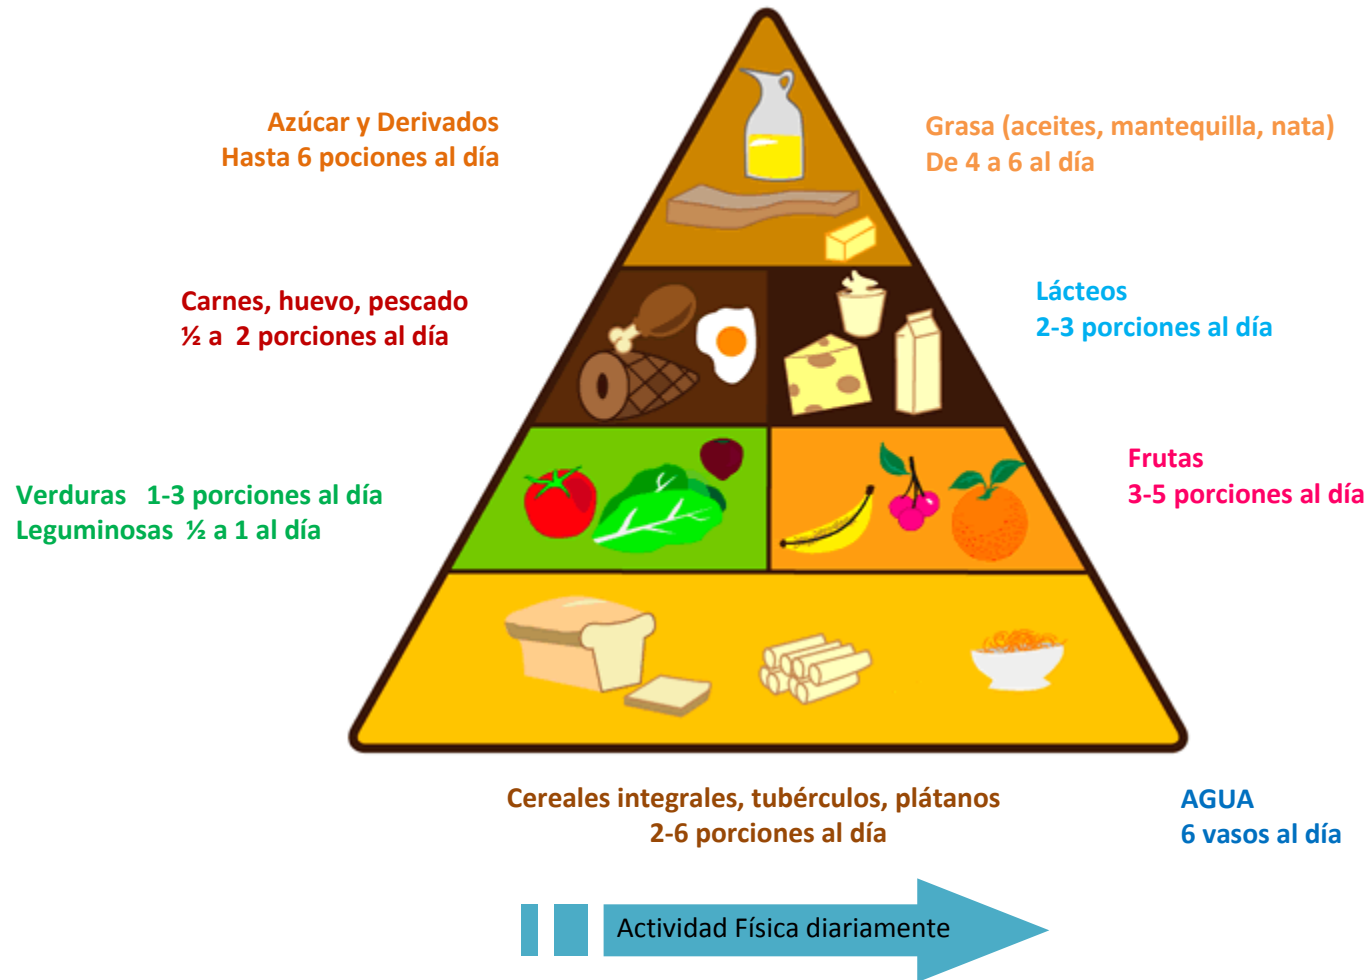 Azúcar y Derivados
Hasta 6 pociones al día
Grasa (aceites, mantequilla, nata)
De 4 a 6 al día
Carnes, huevo, pescado
½ a 2 porciones al día
Lácteos
2-3 porciones al día
Verduras 1-3 porciones al día
Leguminosas ½ a 1 al día
Frutas
3-5 porciones al día
Cereales integrales, tubérculos, plátanos
2-6 porciones al día
AGUA
6 vasos al día
Actividad Física diariamente